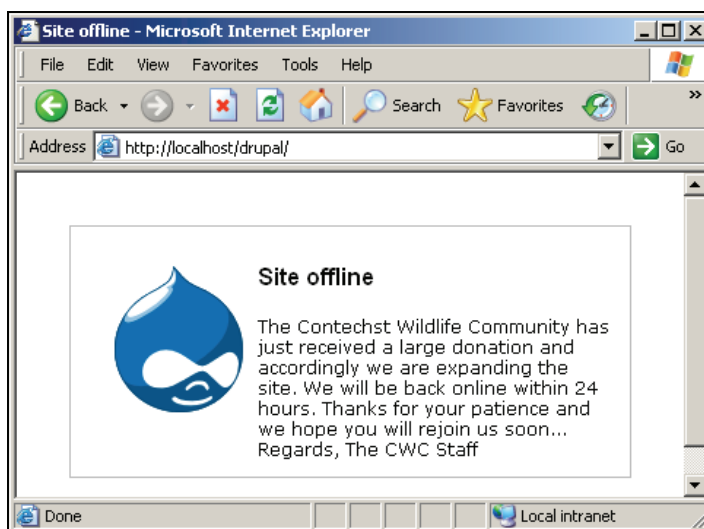 Site offline - Microsoft Internet Explorer
File Edit View Favorites Tools Help
Back Search Favorites »
Address http://localhost/drupal/ Go
Site offline
The Contechst Wildlife Community has
just received a large donation and
accordingly we are expanding the
site. We will be back online within 24
hours. Thanks for your patience and
we hope you will rejoin us soon...
Regards, The CWC Staff
Done Local intranet